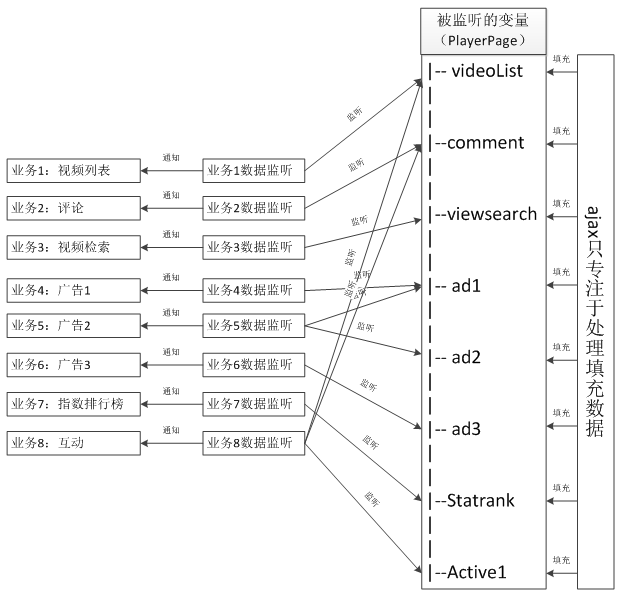 被监听的变量
（PlayerPage）
-- videoList
--comment
--viewsearch
-- ad1
-- ad2
-- ad3
--Statrank
--Active1
填充
填充
填充
填充
填充
填充
填充
填充
ajax只专注于处理填充数据
监听
监听
监听
监听
监听
监听
监听
监听
监听
监听
监听
业务1：视频列表
通知
业务1数据监听
业务2：评论
通知
业务2数据监听
业务3：视频检索
通知
业务3数据监听
业务4：广告1
通知
业务4数据监听
业务5：广告2
通知
业务5数据监听
业务6：广告3
通知
业务6数据监听
业务7：指数排行榜
通知
业务7数据监听
业务8：互动
通知
业务8数据监听